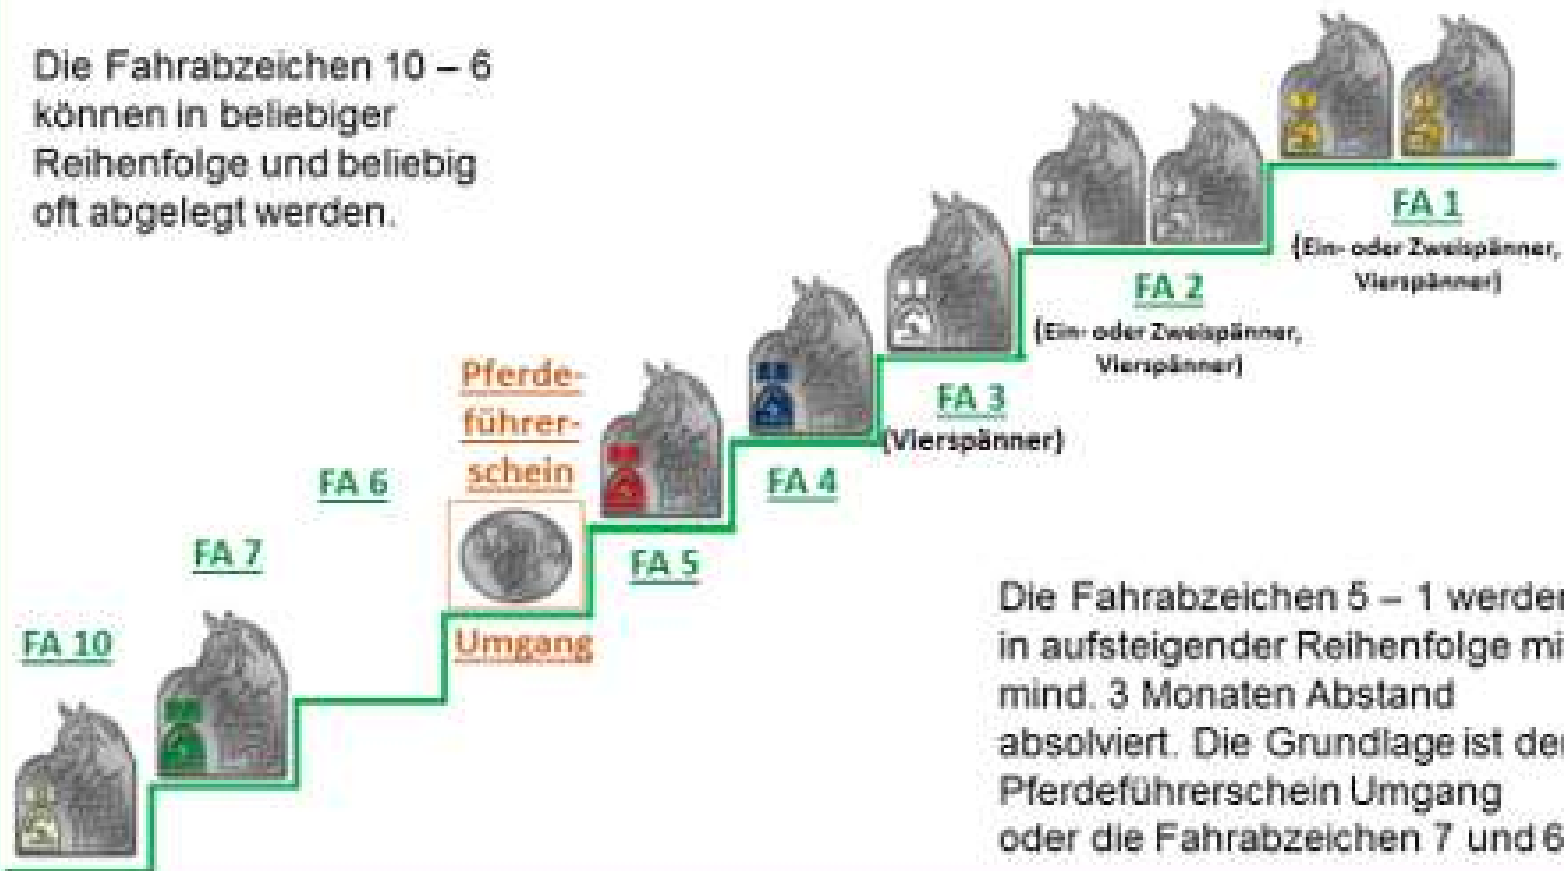 Die Fahrabzeichen 10 – 6
können in beliebiger
Reihenfolge und beliebig
oft abgelegt werden.
FA 10
FA 7
FA 6
Pferde-
führer-
schein
Umgang
FA 5
FA 4
FA 3
(Vierspänner)
FA 2
(Ein- oder Zweispänner,
Vierspänner)
FA 1
(Ein- oder Zweispänner,
Vierspänner)
Die Fahrabzeichen 5 – 1 werden
in aufsteigender Reihenfolge mi
mind. 3 Monaten Abstand
absolviert. Die Grundlage ist der
Pferdeführerschein Umgang
oder die Fahrabzeichen 7 und 6